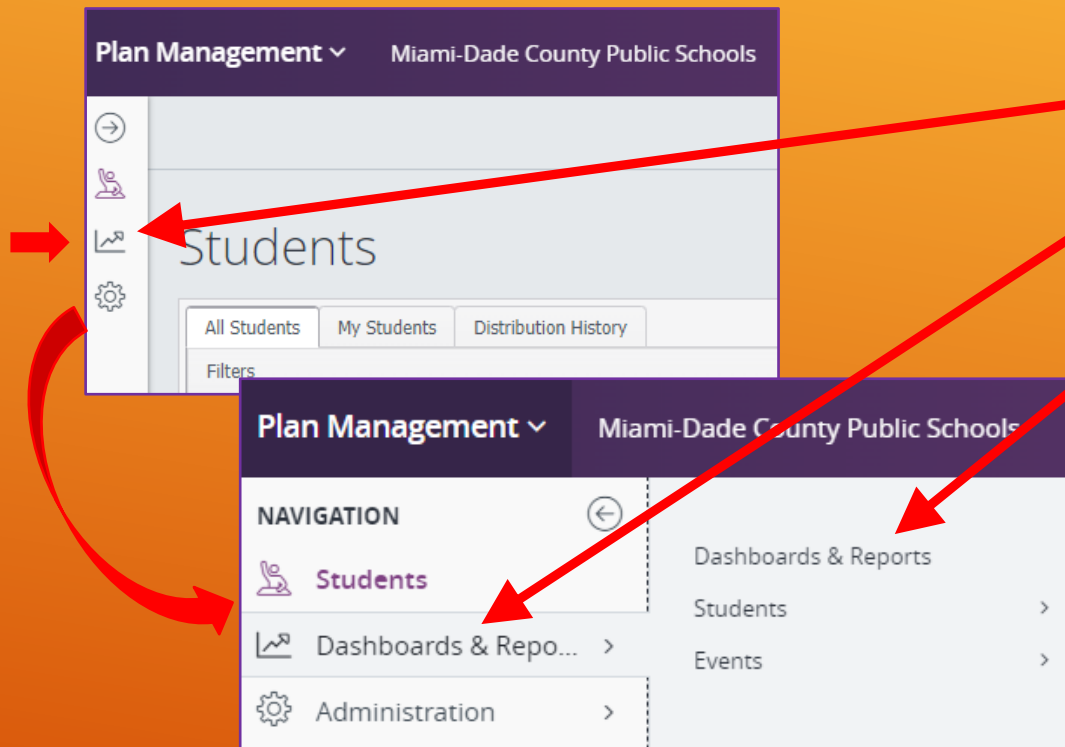 Plan Management Miami-Dade County Public Schools
Students
All Students My Students Distribution History
Filters
Plan Management Miami-Dade County Public Schools
NAVIGATION
Students
Dashboards & Repo...
Administration
Dashboards & Reports
Students
Events